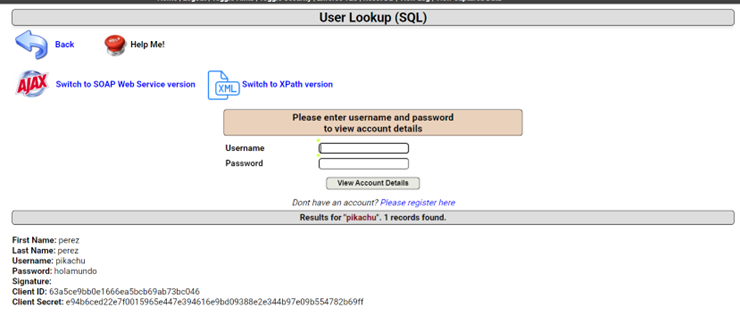 User Lookup (SQL)
Back
Help Me!
AJAX Switch to SOAP Web Service version
XML Switch to XPath version
Please enter username and password
to view account details
Username
Password
View Account Details
Dont have an account? Please register here
Results for "pikachu". 1 records found.
First Name: perez
Last Name: perez
Username: pikachu
Password: holamundo
Signature:
Client ID: 63a5ce9bb0e1666ea5bcb69ab73bc046
Client Secret: e94b6ced22e7f0015965e447e394616e9bd09388e2e344b97e09b554782b69ff